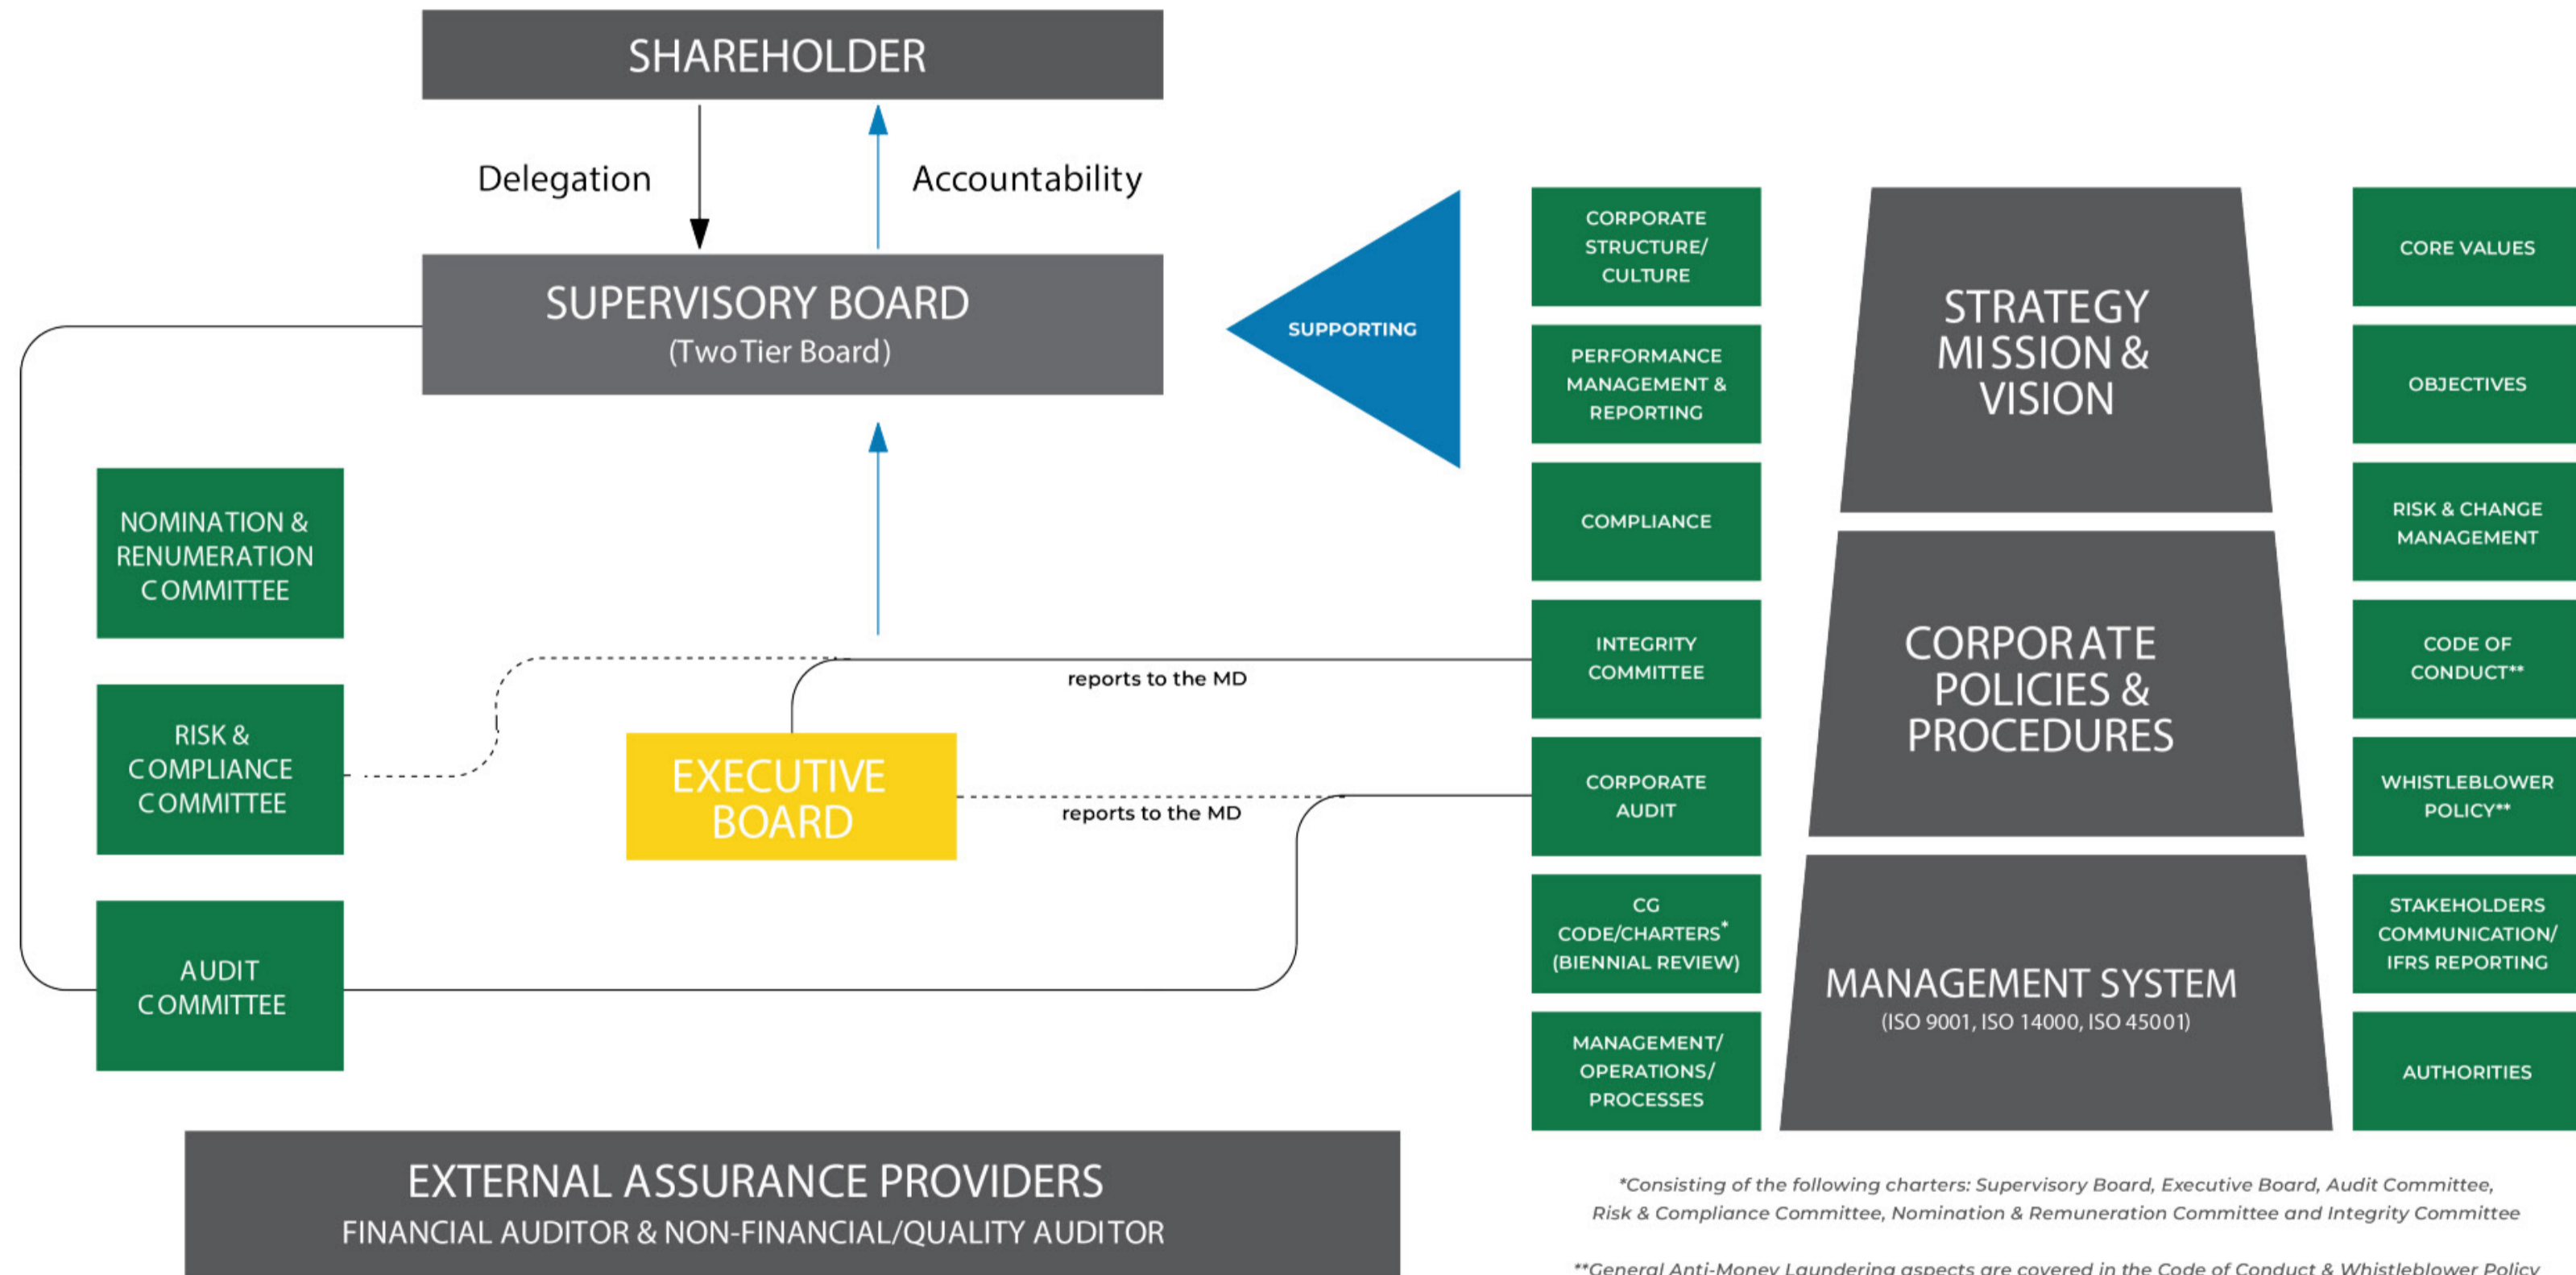 SHAREHOLDER
Delegation
Accountability
SUPERVISORY BOARD
(Two Tier Board)
SUPPORTING
NOMINATION &
RENUMERATION
COMMITTEE
RISK &
COMPLIANCE
COMMITTEE
AUDIT
COMMITTEE
EXECUTIVE
BOARD
reports to the MD
reports to the MD
EXTERNAL ASSURANCE PROVIDERS
FINANCIAL AUDITOR & NON-FINANCIAL/QUALITY AUDITOR
CORPORATE
STRUCTURE/
CULTURE
PERFORMANCE
MANAGEMENT &
REPORTING
COMPLIANCE
INTEGRITY
COMMITTEE
CORPORATE
AUDIT
CG
CODE/CHARTERS*
(BIENNIAL REVIEW)
MANAGEMENT/
OPERATIONS/
PROCESSES
STRATEGY
MISSION &
VISION
CORPORATE
POLICIES &
PROCEDURES
MANAGEMENT SYSTEM
(ISO 9001, ISO 14000, ISO 45001)
CORE VALUES
OBJECTIVES
RISK & CHANGE
MANAGEMENT
CODE OF
CONDUCT**
WHISTLEBLOWER
POLICY**
STAKEHOLDERS
COMMUNICATION/
IFRS REPORTING
AUTHORITIES
*Consisting of the following charters: Supervisory Board, Executive Board, Audit Committee,
Risk & Compliance Committee, Nomination & Remuneration Committee and Integrity Committee
**General Anti-Money Laundering aspects are covered in the Code of Conduct & Whistleblower Policy